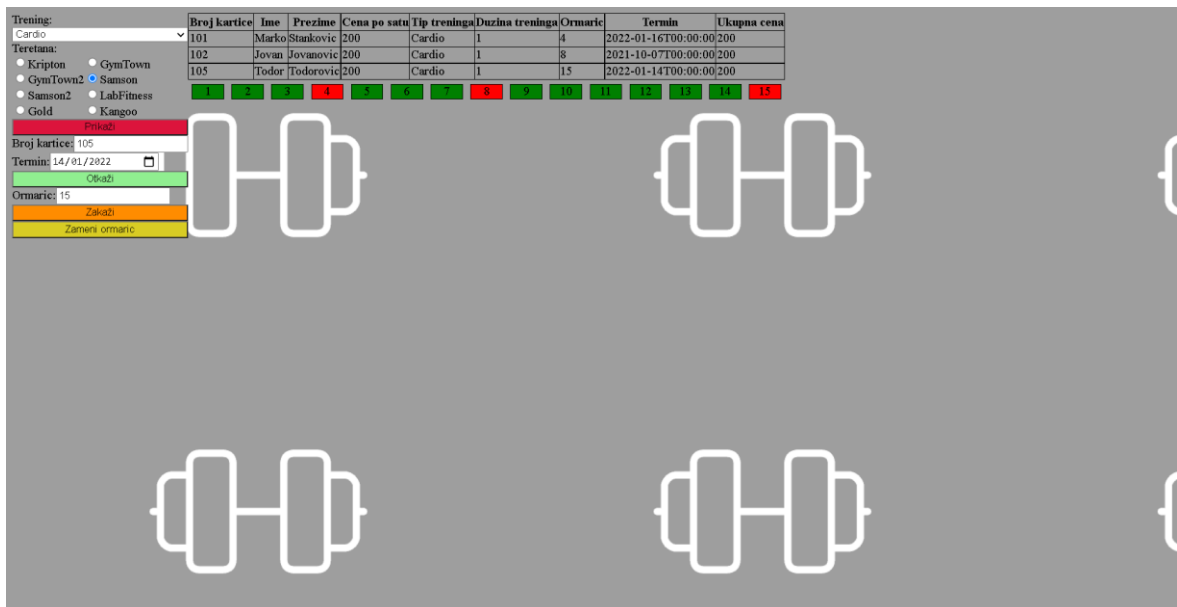 Trening:
Cardio
Teretana:
Kripton GymTown
GymTown2 Samson
Samson2 LabFitness
Gold Kangoo
Prikaži
Broj kartice: 105
Termin: 14/01/2022
Otkaži
Ormaric: 15
Zakaži
Zameni ormaric
Broj kartice Ime Prezime Cena po satu Tip treninga Duzina treninga Ormaric Termin Ukupna cena
101 Marko Stankovic 200 Cardio 1 4 2022-01-16T00:00:00 200
102 Jovan Jovanovic 200 Cardio 1 8 2021-10-07T00:00:00 200
105 Todor Todorovic 200 Cardio 1 15 2022-01-14T00:00:00 200
1 2 3 4 5 6 7 8 9 10 11 12 13 14 15